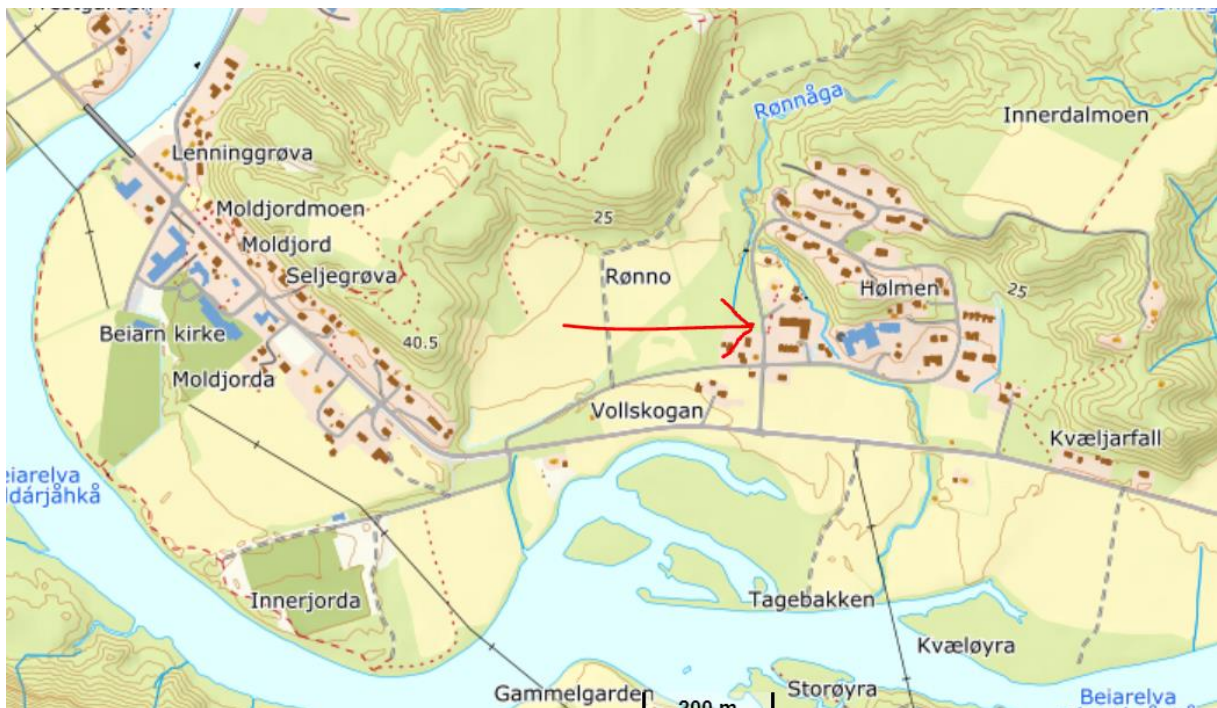 Rønnåga
Innerdalmoen
Lenninggrøva
Moldjordmoen
25
Moldjord
Seljegrøva
Rønno
Hølmen
25
Beiarn kirke
40.5
Moldjorda
Vollskogan
Kvæljarfall
Innerjorda
Tagebakken
Kvæløyra
Gammelgarden
Storøyra
200 m
Beiarelva